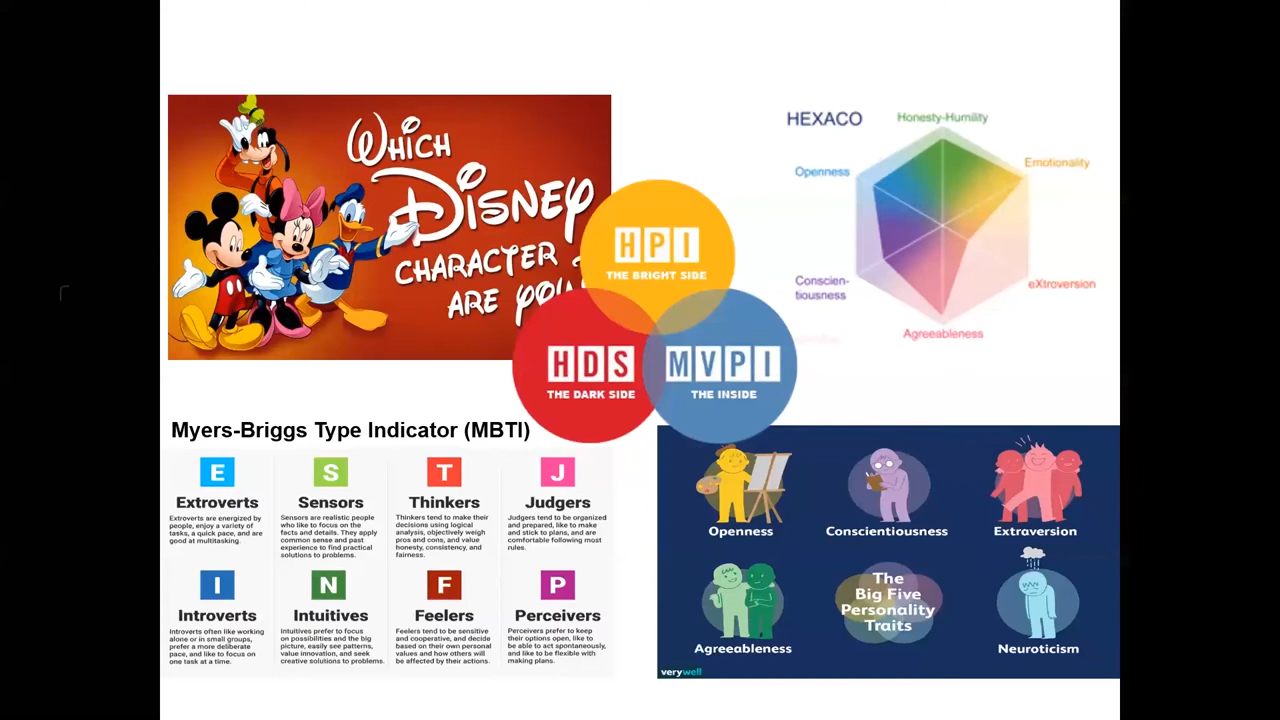 WHICH
DISNEY
CHARACTER
ARE YOU
HEXACO
Honesty-Humility
Openness
Emotionality
Conscien-
tiousness
eXtroversion
Agreeableness
HPI
THE BRIGHT SIDE
HDS
THE DARK SIDE
MVPI
THE INSIDE
Myers-Briggs Type Indicator (MBTI)
E
Extroverts
Extroverts are energized by
people, enjoy a variety of
tasks, a quick pace, and are
good at multitasking.
S
Sensors
Sensors are realistic people
who like to focus on the
facts and details. They apply
common sense and past
experience to find practical
solutions to problems.
T
Thinkers
Thinkers tend to make their
decisions using logical
analysis, objectively weigh
pros and cons, and value
honesty, consistency, and
fairness.
J
Judgers
Judgers tend to be organized
and prepared, like to make
and stick to plans, and are
comfortable following most
rules.
I
Introverts
Introverts often like working
alone or in small groups,
prefer a more deliberate
pace, and like to focus on
one task at a time.
N
Intuitives
Intuitives prefer to focus
on possibilities and the big
picture, easily see patterns,
value innovation, and seek
creative solutions to problems.
F
Feelers
Feelers tend to be sensitive
and cooperative, and decide
based on their own personal
values and how others will
be affected by their actions.
P
Perceivers
Perceivers prefer to keep
their options open, like to
be able to act spontaneously,
and like to be flexible with
making plans.
Openness
Conscientiousness
Extraversion
Agreeableness
The
Big Five
Personality
Traits
Neuroticism
verywell